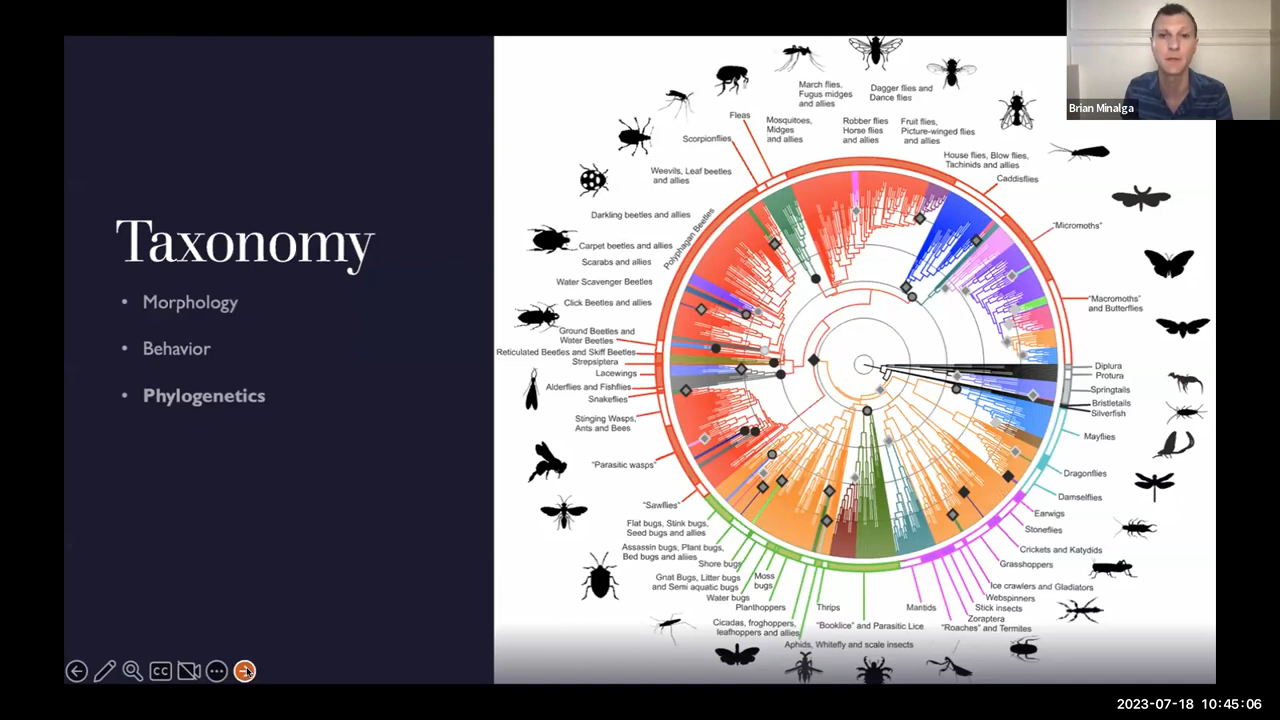 Taxonomy
• Morphology
• Behavior
• Phylogenetics
CC
Brian Minalga
March flies,
Fugus midges
and allies
Dagger flies and
Dance flies
Fleas
Mosquitoes,
Midges
and allies
Robber flies
Horse flies
and allies
Fruit flies,
Picture-winged flies
and allies
Scorpionflies
House flies, Blow flies,
Tachinids and allies
Weevils, Leaf beetles
and allies
Caddisflies
Darkling beetles and allies
Polyphagan Beetles
"Micromoths"
Carpet beetles and allies
Scarabs and allies
Water Scavenger Beetles
Click Beetles and allies
"Macromoths"
and Butterflies
Ground Beetles and
Water Beetles
Reticulated Beetles and Skiff Beetles
Strepsiptera
Lacewings
Alderflies and Fishflies
Snakeflies
Stinging Wasps,
Ants and Bees
"Parasitic wasps"
"Sawflies"
Diplura
Protura
Springtails
Bristletails
Silverfish
Mayflies
Dragonflies
Damselflies
Earwigs
Stoneflies
Crickets and Katydids
Grasshoppers
Ice crawlers and Gladiators
Webspinners
Stick insects
Zoraptera
"Roaches" and Termites
Mantids
Flat bugs, Stink bugs,
Seed bugs and allies
Assassin bugs, Plant bugs,
Bed bugs and allies
Shore bugs
Gnat Bugs, Litter bugs
and Semi aquatic bugs
Moss
bugs
Water bugs
Planthoppers
Thrips
Cicadas, froghoppers,
leafhoppers and allies
"Booklice" and Parasitic Lice
Aphids, Whitefly and scale insects
2023-07-18 10:45:06